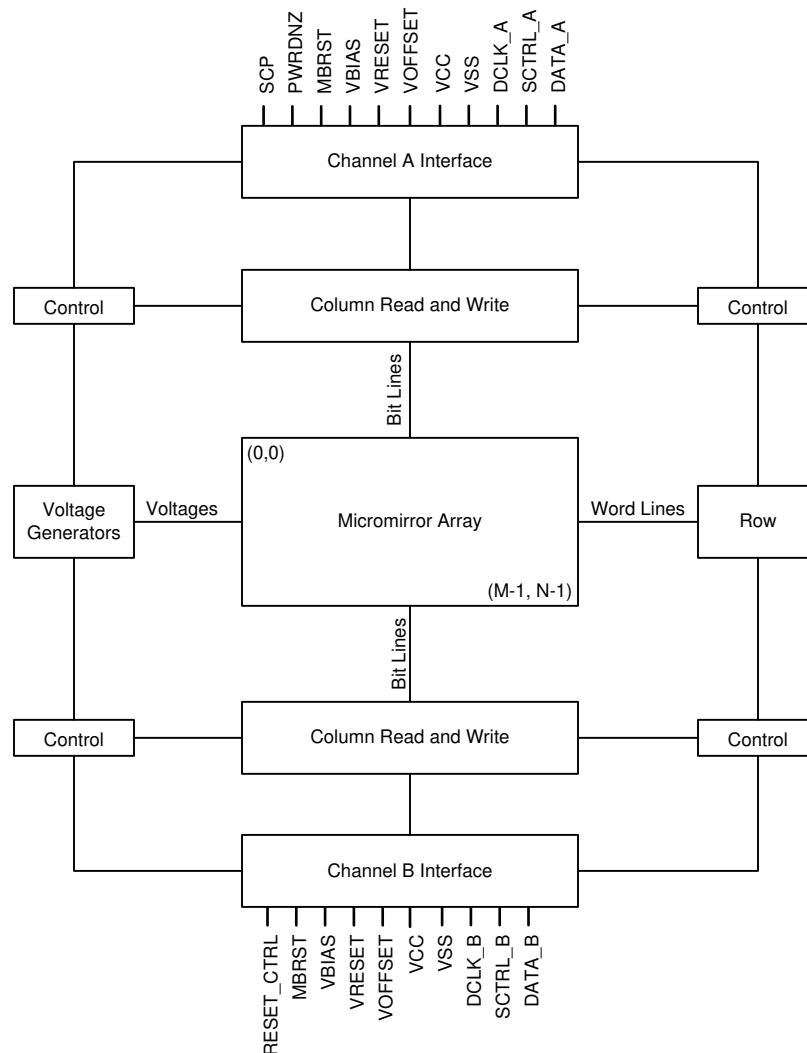 SCP
PWRDNZ
MBRST
VBIAS
VRESET
VOFFSET
VCC
VSS
DCLK_A
SCTRL_A
DATA_A
Channel A Interface
Control
Column Read and Write
Control
Bit Lines
(0,0)
Voltage
Generators
Voltages
Micromirror Array
Word Lines
Row
(M-1, N-1)
Bit Lines
Control
Column Read and Write
Control
Channel B Interface
RESET_CTRL
MBRST
VBIAS
VRESET
VOFFSET
VCC
VSS
DCLK_B
SCTRL_B
DATA_B